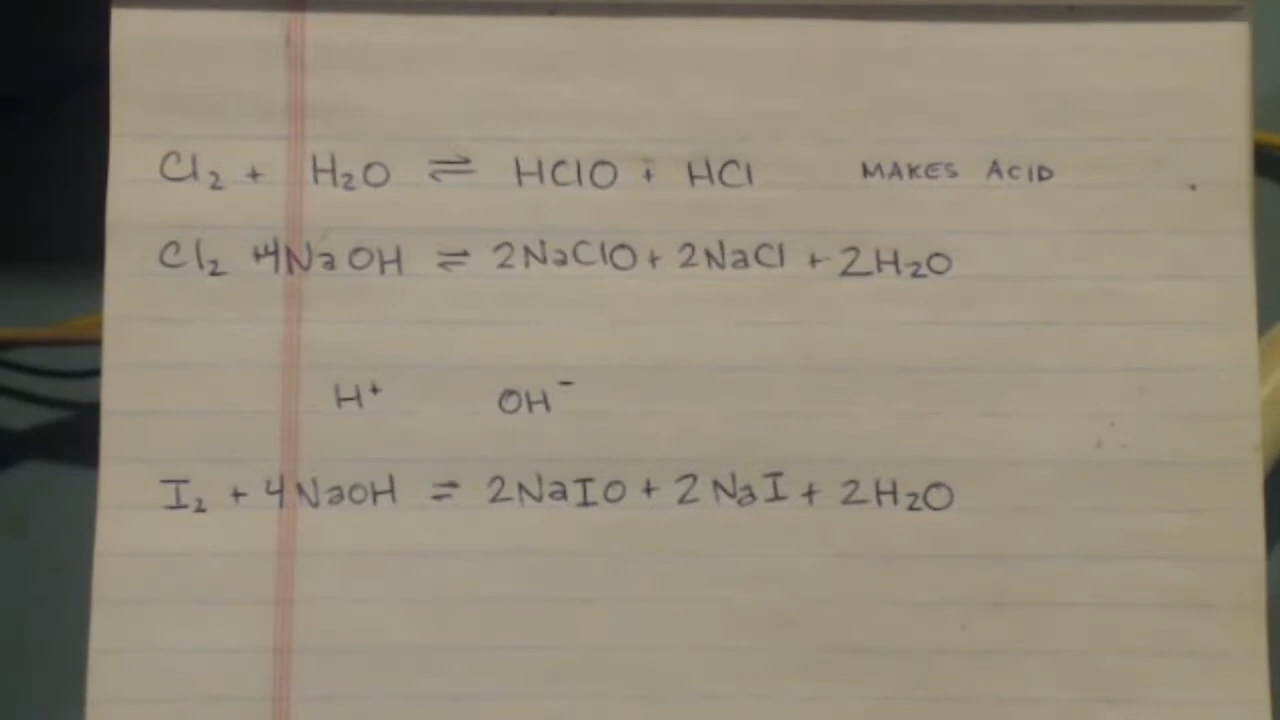 Cl₂ + H₂O ⇌ HClO + HCl MAKES ACID
Cl₂ +4NaOH ⇌ 2NaClO + 2NaCl + 2H₂O
H⁺ OH⁻
I₂ + 4NaOH = 2NaIO + 2NaI + 2H₂O